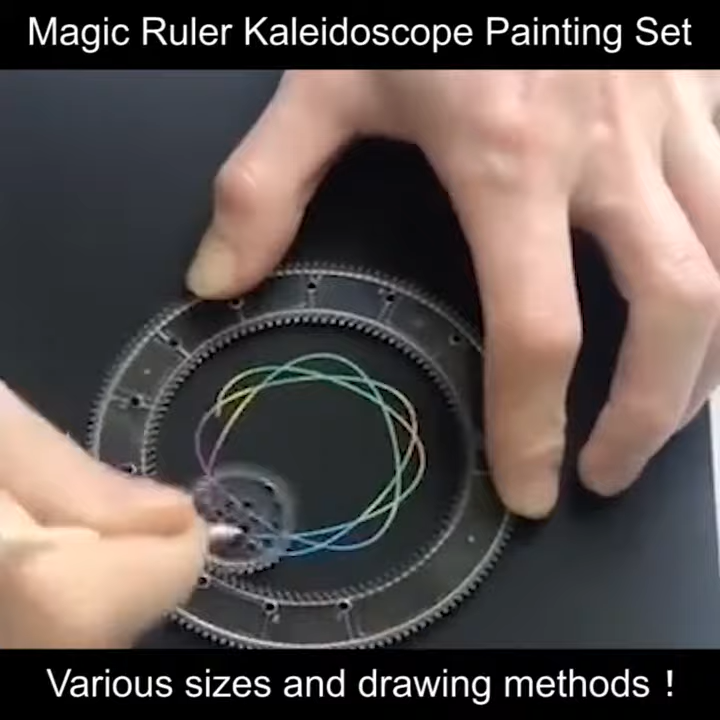 Magic Ruler Kaleidoscope Painting Set
Various sizes and drawing methods !